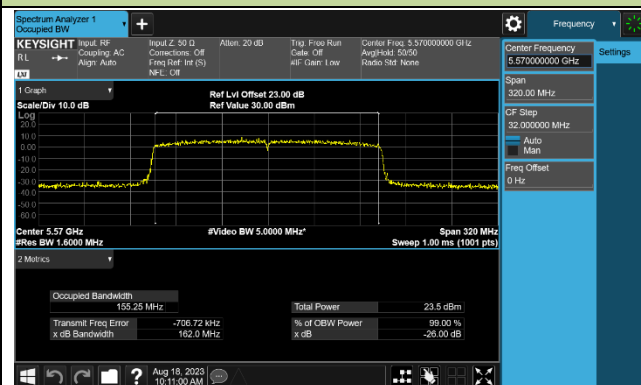 Spectrum Analyzer 1
Occupied BW
+
Frequency
KEYSIGHT
RL
LXI
Input: RF
Coupling: AC
Align: Auto
Input Z: 50 Ω
Corrections: Off
Freq Ref: Int (S)
NFE: Off
Atten: 20 dB
Trig: Free Run
Gate: Off
#IF Gain: Low
Center Freq: 5.570000000 GHz
Avg|Hold: 50/50
Radio Std: None
Center Frequency
5.570000000 GHz
Settings
Span
320.00 MHz
CF Step
32.000000 MHz
Auto
Man
Freq Offset
0 Hz
1 Graph
Scale/Div 10.0 dB
Ref Lvl Offset 23.00 dB
Ref Value 30.00 dBm
Log
20.0
10.0
0.00
-10.0
-20.0
-30.0
-40.0
-50.0
-60.0
Center 5.57 GHz
#Res BW 1.6000 MHz
#Video BW 5.0000 MHz*
Span 320 MHz
Sweep 1.00 ms (1001 pts)
2 Metrics
Occupied Bandwidth
155.25 MHz
Total Power 23.5 dBm
Transmit Freq Error -706.72 kHz
% of OBW Power 99.00 %
x dB Bandwidth 162.0 MHz
x dB -26.00 dB
?
Aug 18, 2023
10:11:00 AM